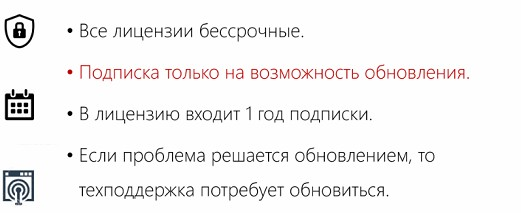 • Все лицензии бессрочные.
• Подписка только на возможность обновления.
• В лицензию входит 1 год подписки.
• Если проблема решается обновлением, то
техподдержка потребует обновиться.